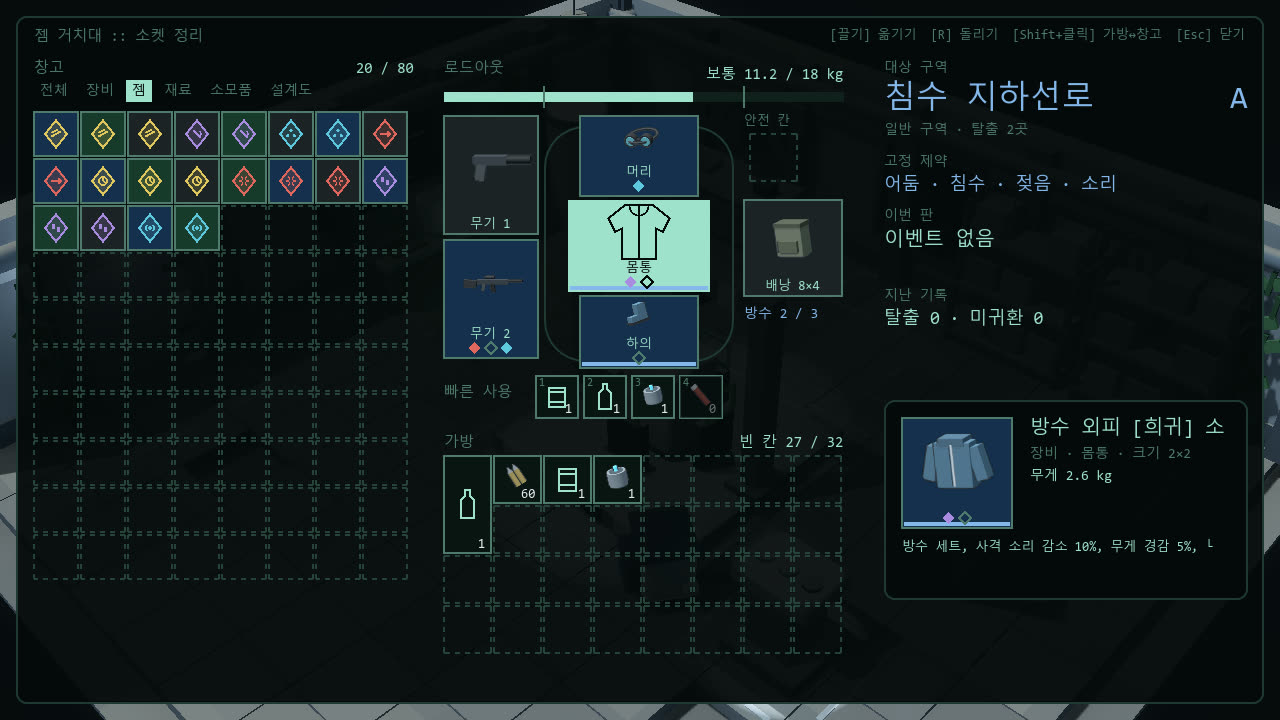 젬 거치대 :: 소켓 정리
[끌기] 옮기기 [R] 돌리기 [Shift+클릭] 가방↔창고 [Esc] 닫기
창고
20 / 80
전체 장비 젬 재료 소모품 설계도
로드아웃
보통 11.2 / 18 kg
무기 1
무기 2
머리
몸통
하의
안전 칸
배낭 8×4
방수 2 / 3
빠른 사용
1 1
2 1
3 1
4 0
가방
빈 칸 27 / 32
1
60
1
1
대상 구역
침수 지하선로 A
일반 구역 · 탈출 2곳
고정 제약
어둠 · 침수 · 젖음 · 소리
이번 판
이벤트 없음
지난 기록
탈출 0 · 미귀환 0
방수 외피 [희귀] 소
장비 · 몸통 · 크기 2×2
무게 2.6 kg
방수 세트, 사격 소리 감소 10%, 무게 경감 5%,